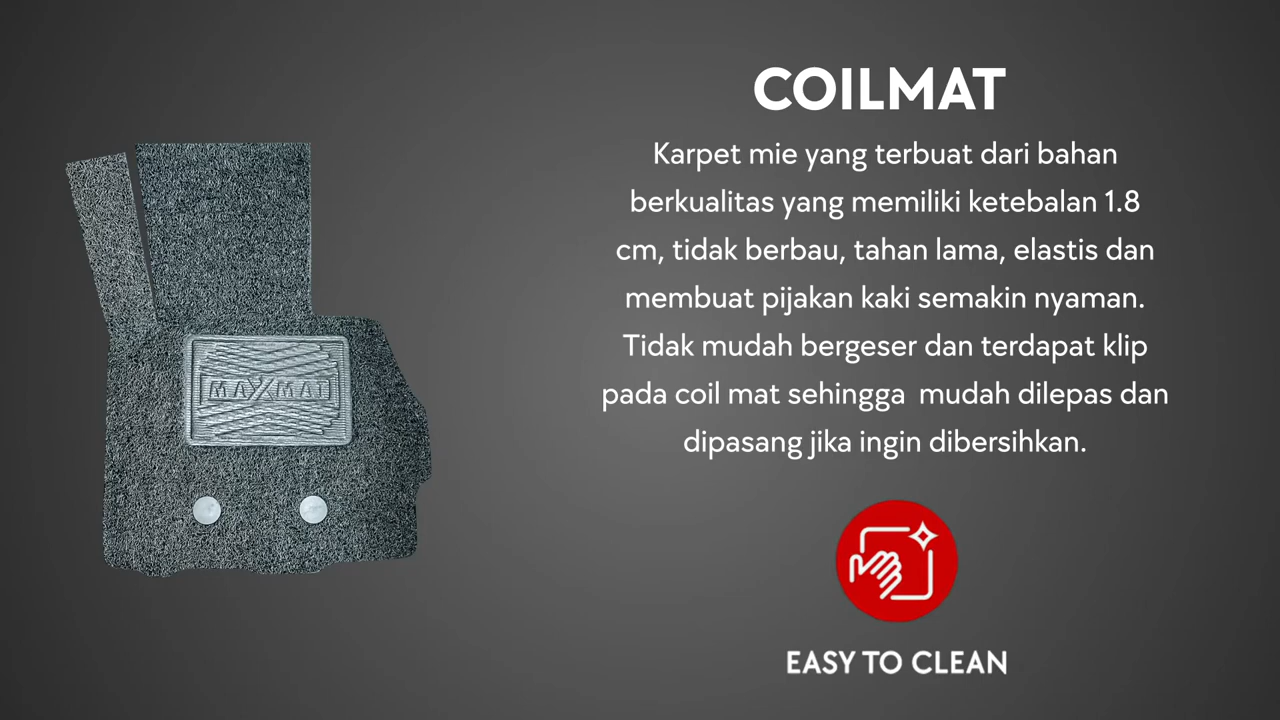 COILMAT
Karpet mie yang terbuat dari bahan
berkualitas yang memiliki ketebalan 1.8
cm, tidak berbau, tahan lama, elastis dan
membuat pijakan kaki semakin nyaman.
Tidak mudah bergeser dan terdapat klip
pada coil mat sehingga  mudah dilepas dan
dipasang jika ingin dibersihkan.
MAXMAT
EASY TO CLEAN